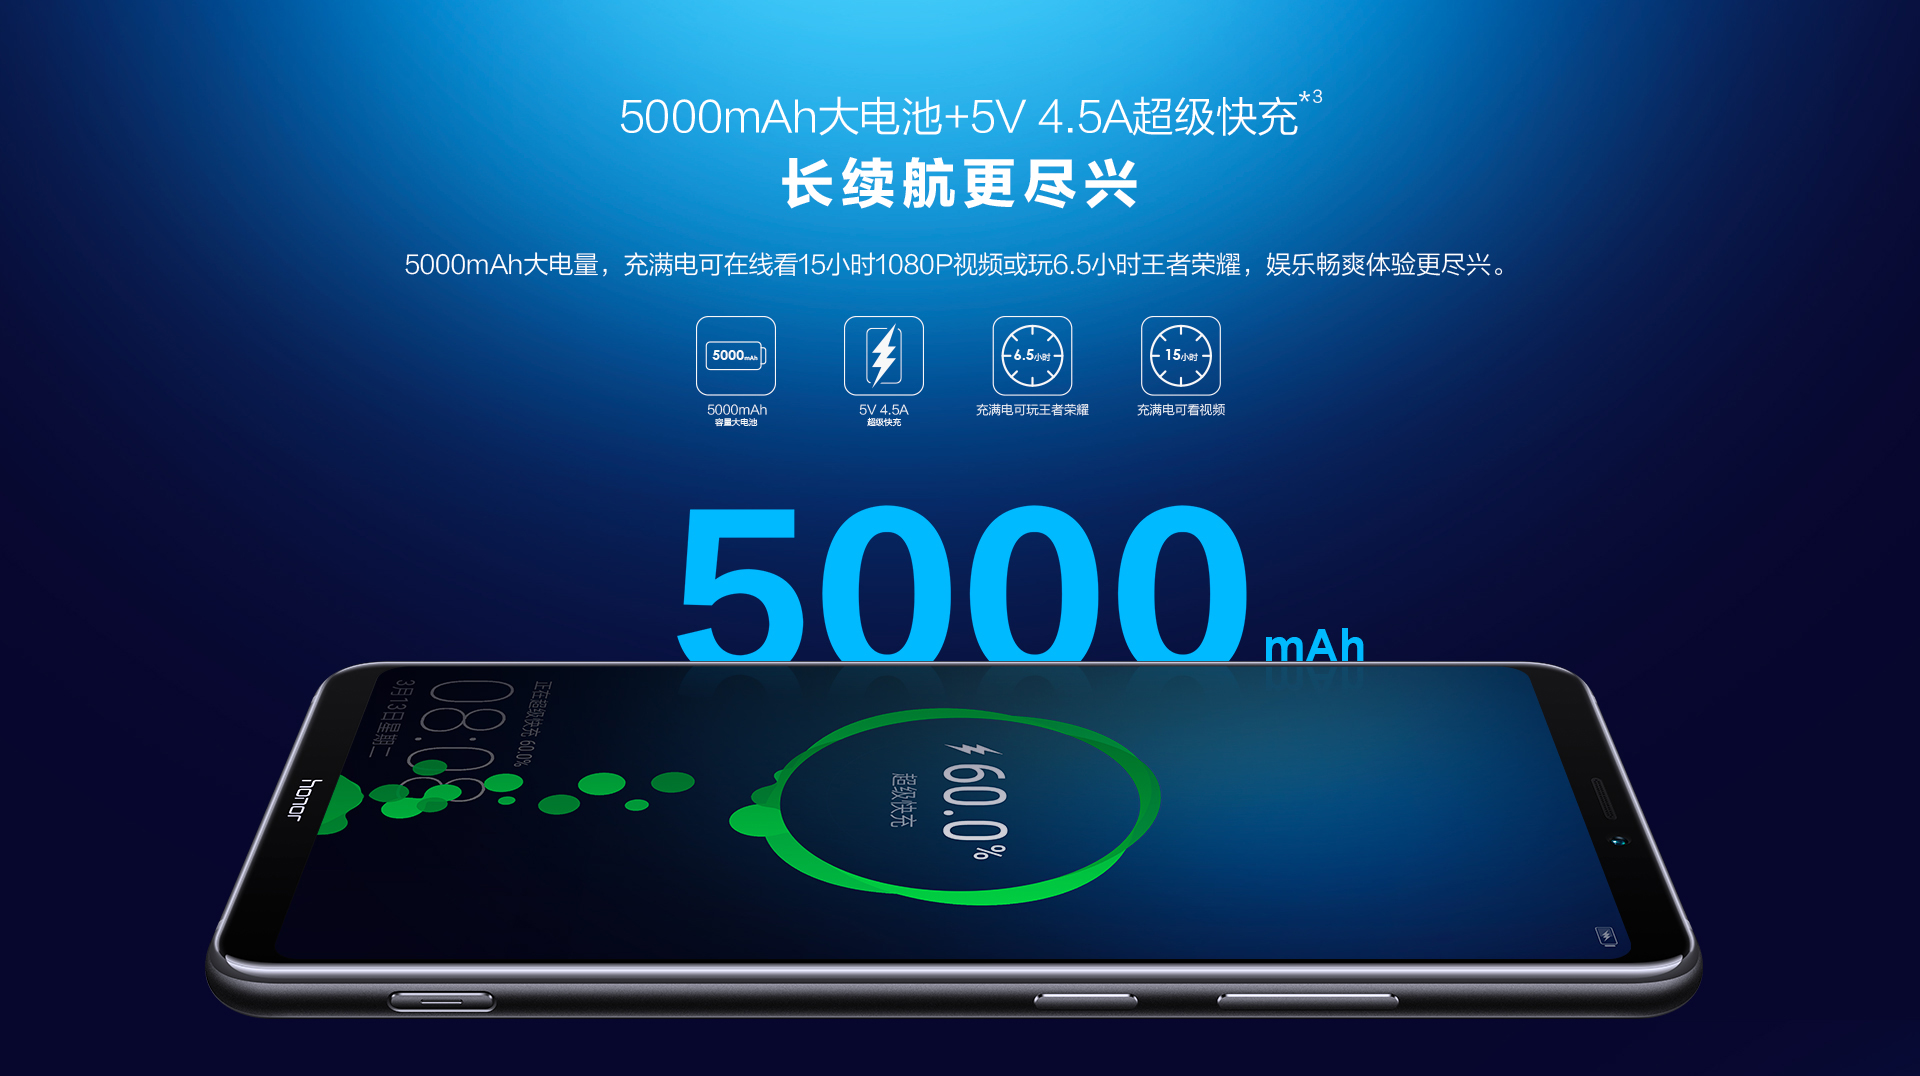 5000mAh大电池+5V 4.5A超级快充*3
长续航更尽兴
5000mAh大电量，充满电可在线看15小时1080P视频或玩6.5小时王者荣耀，娱乐畅爽体验更尽兴。
5000mAh
5000mAh
容量大电池
5V 4.5A
超级快充
6.5小时
充满电可玩王者荣耀
15小时
充满电可看视频
5000 mAh
正在超级快充 60.0%
08:08
3月13日星期二
60.0%
超级快充
honor